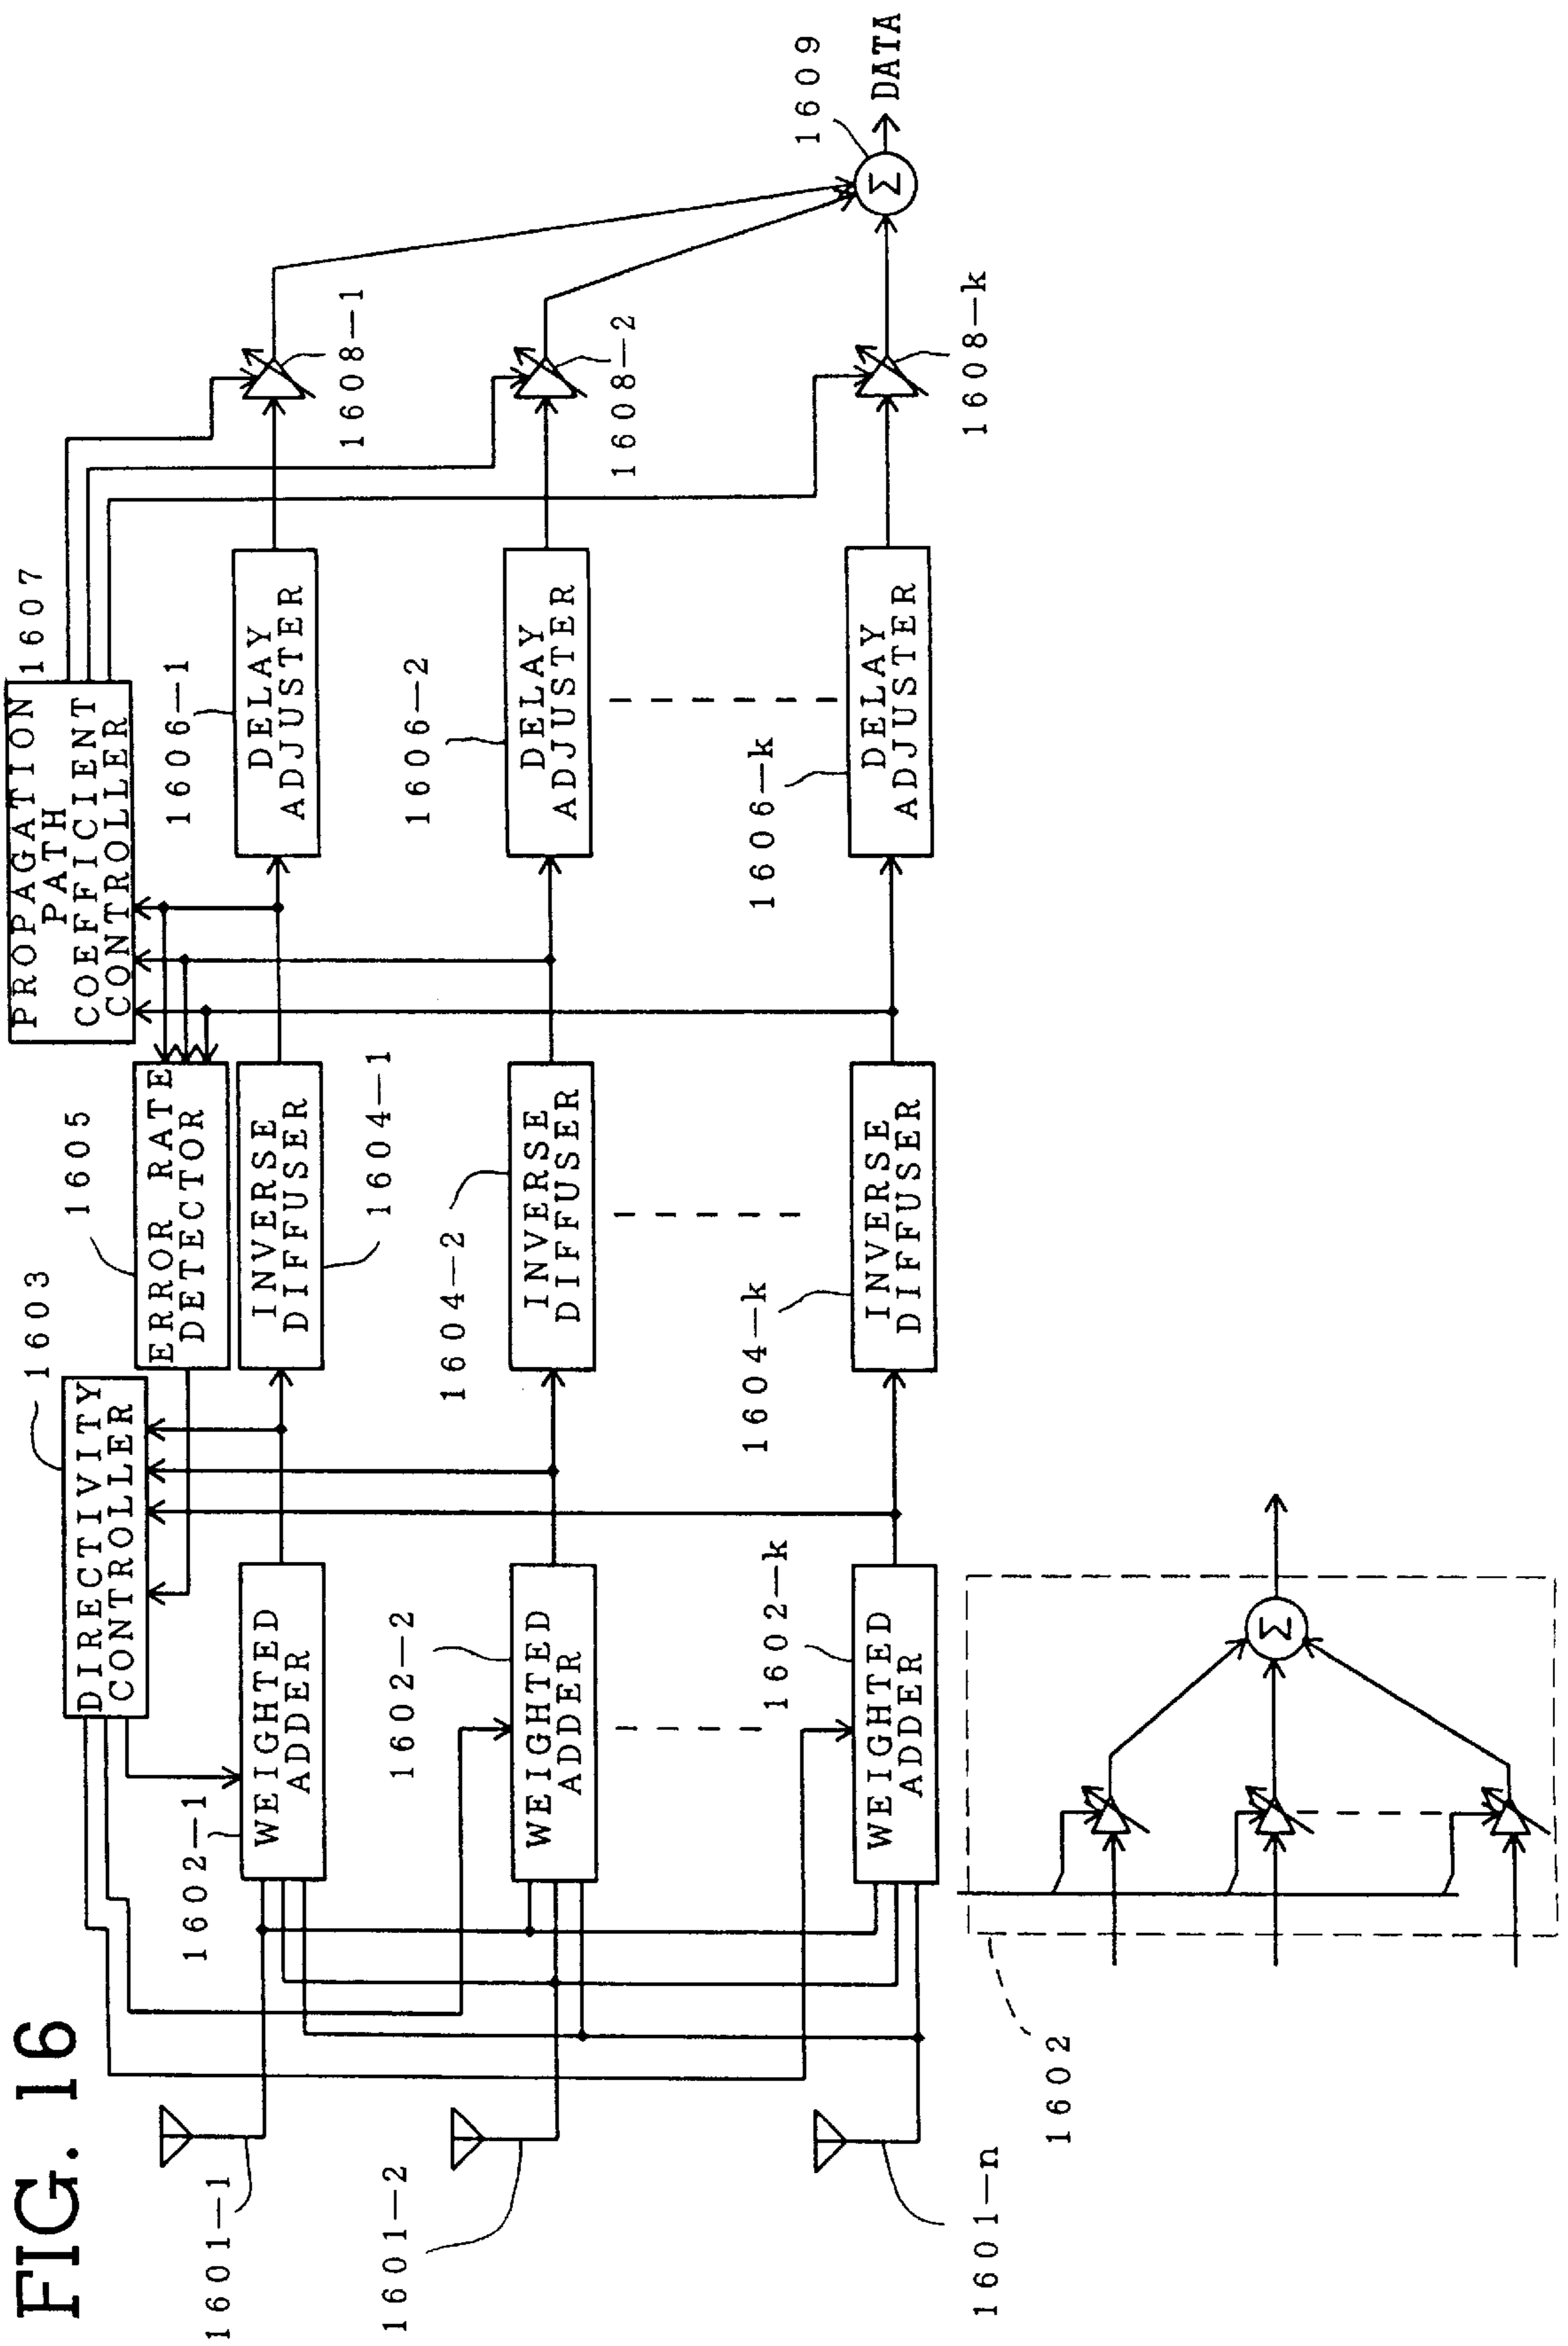 FIG. 16
1603
DIRECTIVITY
CONTROLLER
1605
ERROR RATE
DETECTOR
1607
PROPAGATION
PATH
COEFFICIENT
CONTROLLER
1601—1
1602—1
WEIGHTED
ADDER
INVERSE
DIFFUSER
1604—1
1606—1
DELAY
ADJUSTER
1608—1
1601—2
1602—2
WEIGHTED
ADDER
1604—2
INVERSE
DIFFUSER
1606—2
DELAY
ADJUSTER
1608—2
1601—n
1602—k
WEIGHTED
ADDER
1604—k
INVERSE
DIFFUSER
1606—k
DELAY
ADJUSTER
1608—k
1609
Σ
DATA
1602
Σ